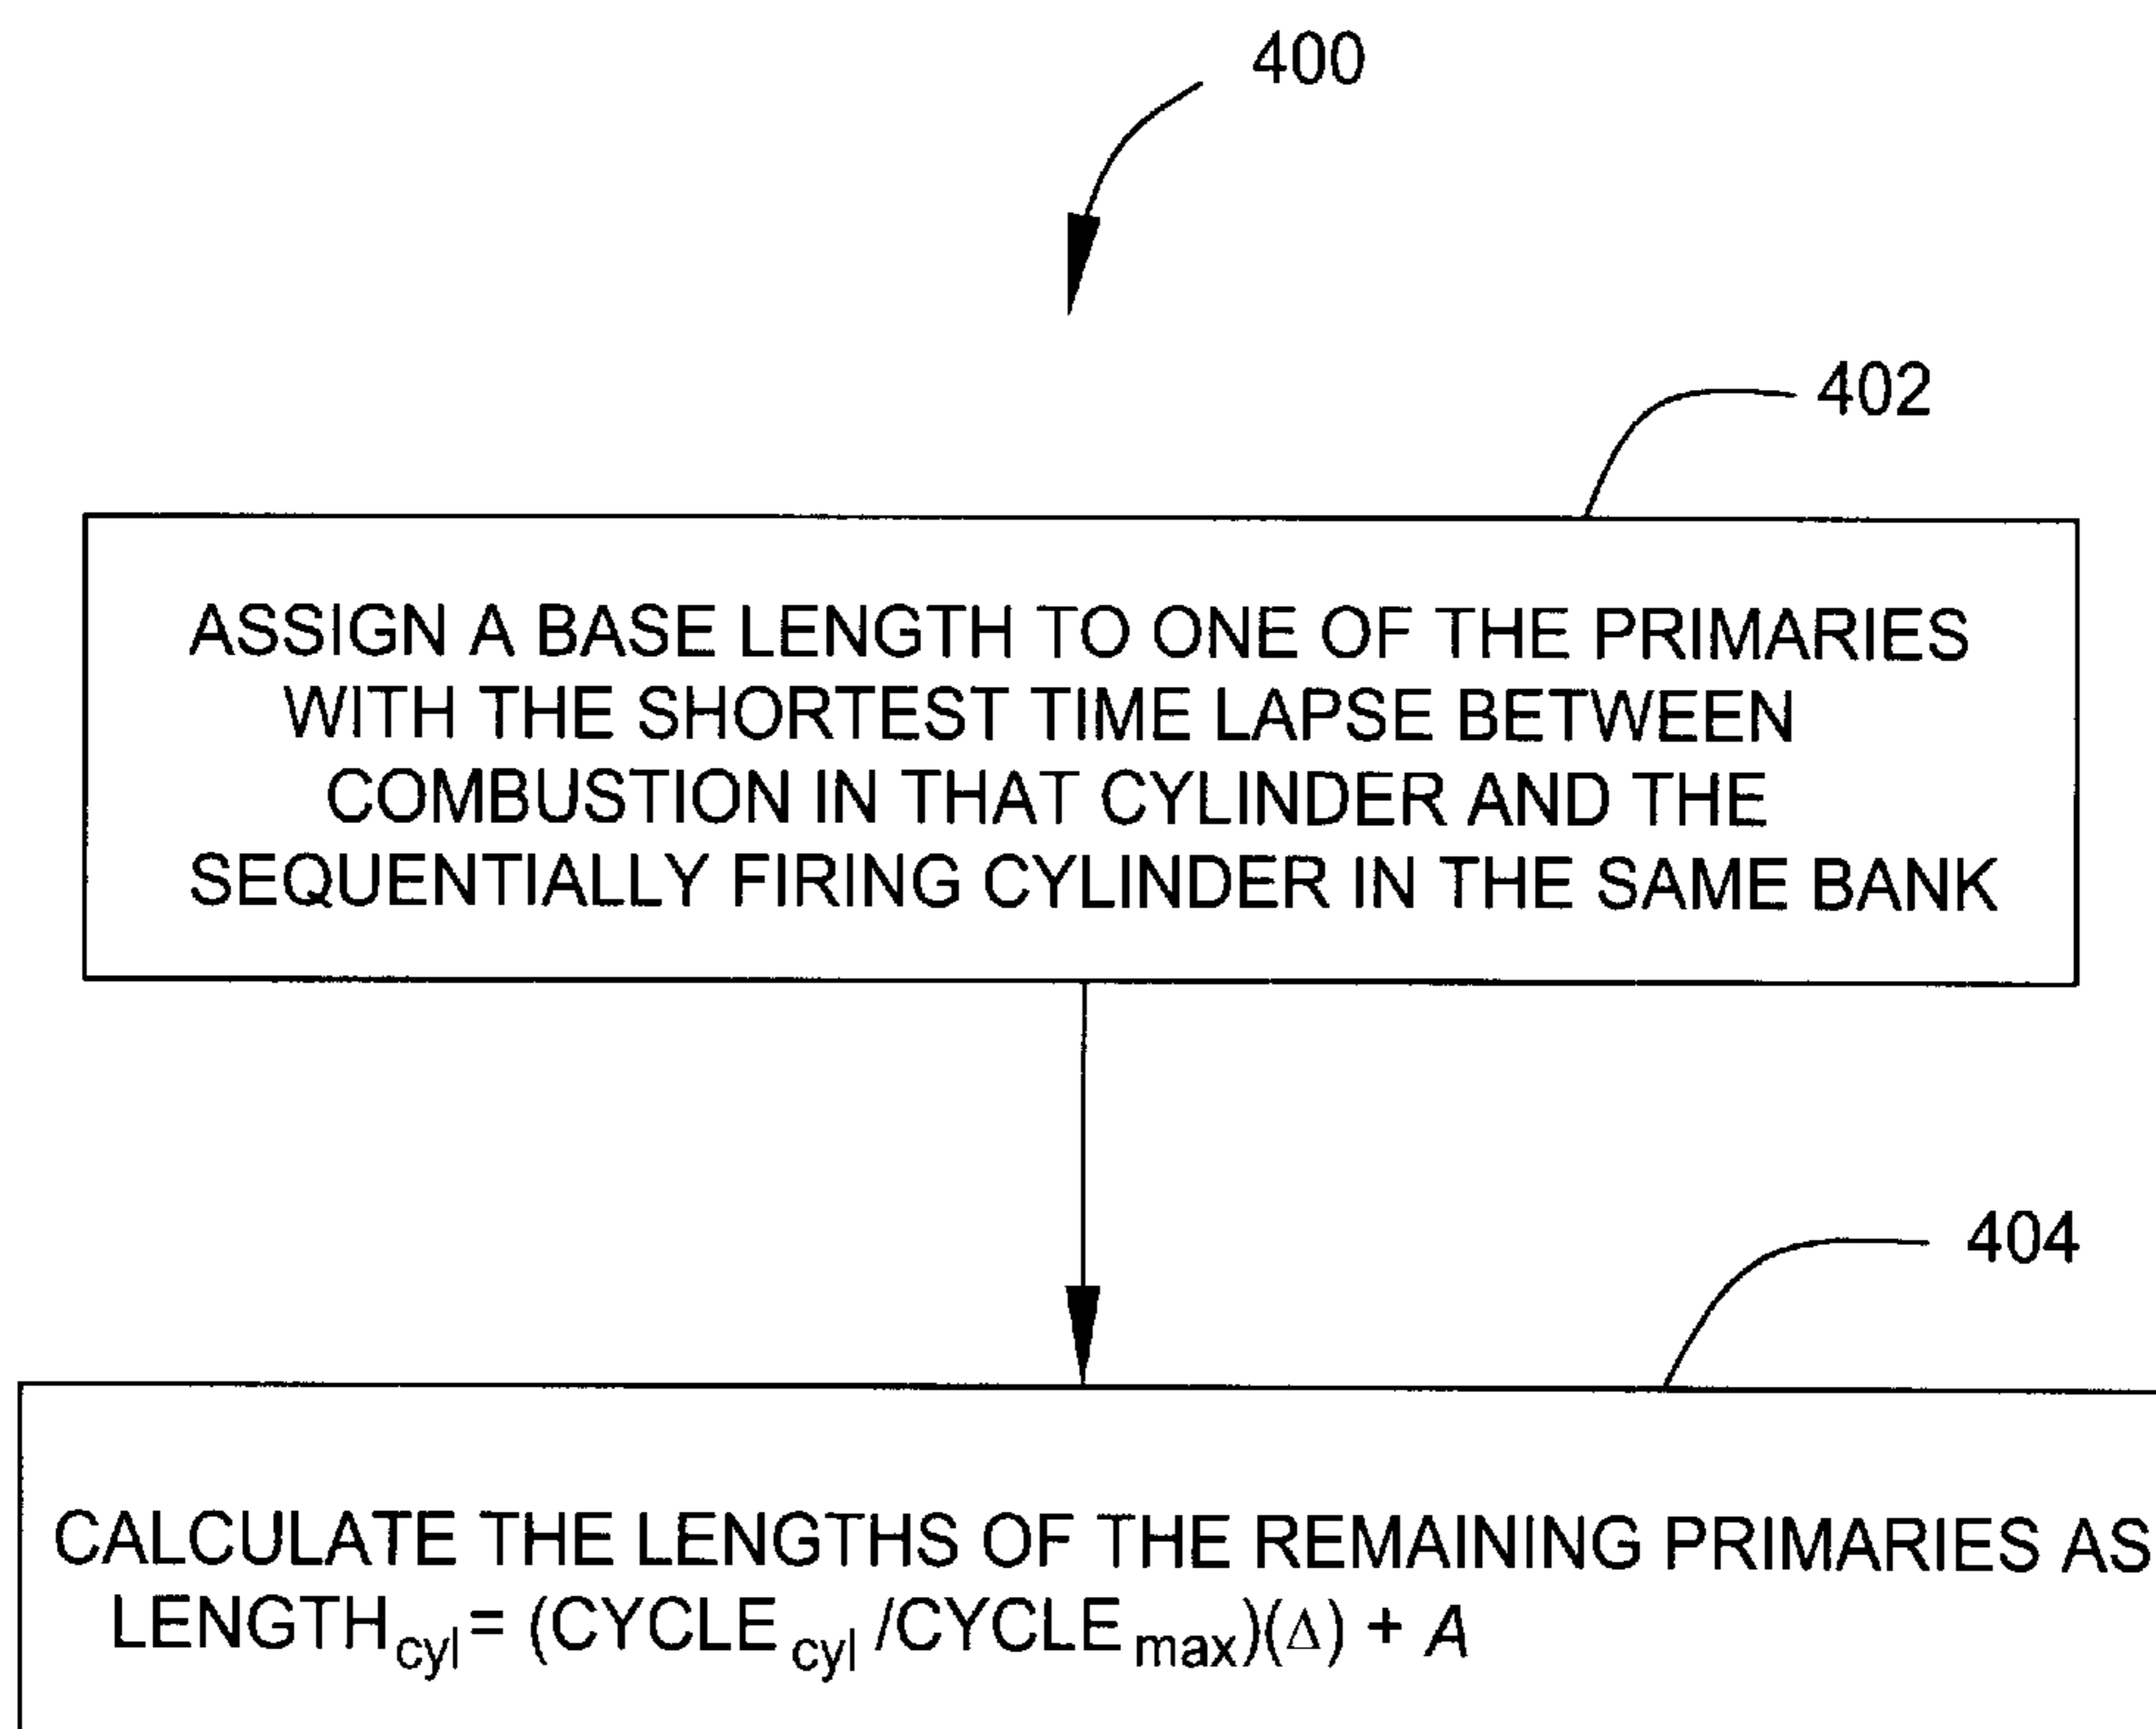 400
402
ASSIGN A BASE LENGTH TO ONE OF THE PRIMARIES
WITH THE SHORTEST TIME LAPSE BETWEEN
COMBUSTION IN THAT CYLINDER AND THE
SEQUENTIALLY FIRING CYLINDER IN THE SAME BANK
404
CALCULATE THE LENGTHS OF THE REMAINING PRIMARIES AS
LENGTHcyl = (CYCLEcyl /CYCLEmax)(Δ) + A